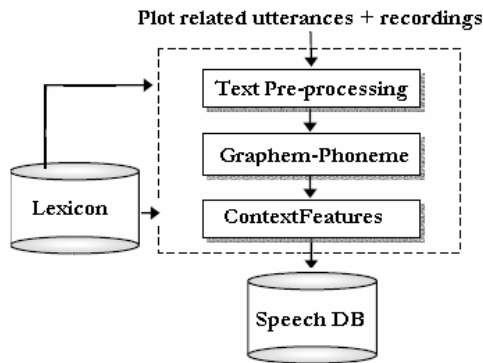 Plot related utterances + recordings
Text Pre-processing
Graphem-Phoneme
Lexicon
ContextFeatures
Speech DB